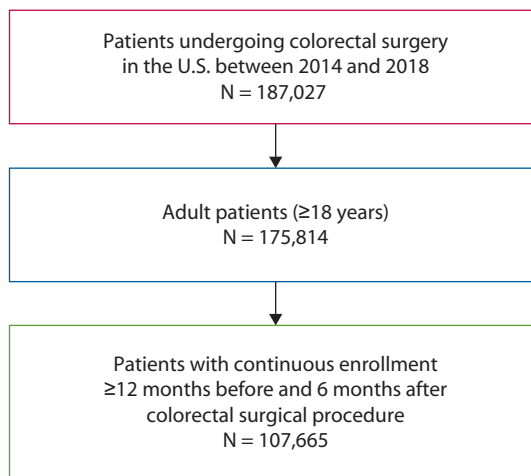 Patients undergoing colorectal surgery
in the U.S. between 2014 and 2018
N = 187,027
Adult patients (≥18 years)
N = 175,814
Patients with continuous enrollment
≥12 months before and 6 months after
colorectal surgical procedure
N = 107,665